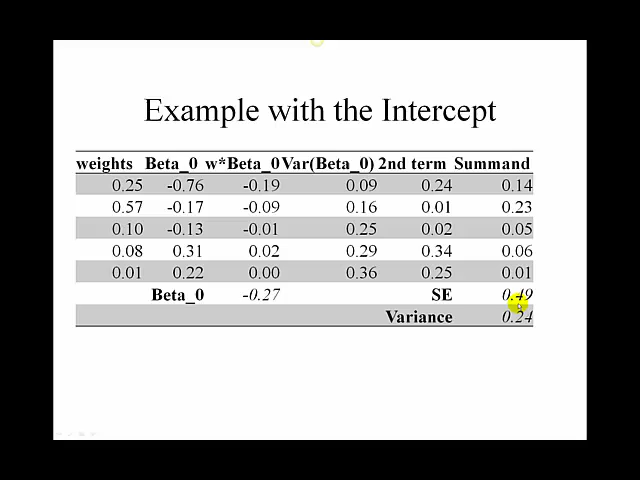 Example with the Intercept
weights Beta_0 w*Beta_0 Var(Beta_0) 2nd term Summand
0.25 -0.76 -0.19 0.09 0.24 0.14
0.57 -0.17 -0.09 0.16 0.01 0.23
0.10 -0.13 -0.01 0.25 0.02 0.05
0.08 0.31 0.02 0.29 0.34 0.06
0.01 0.22 0.00 0.36 0.25 0.01
Beta_0 -0.27 SE 0.49
Variance 0.24